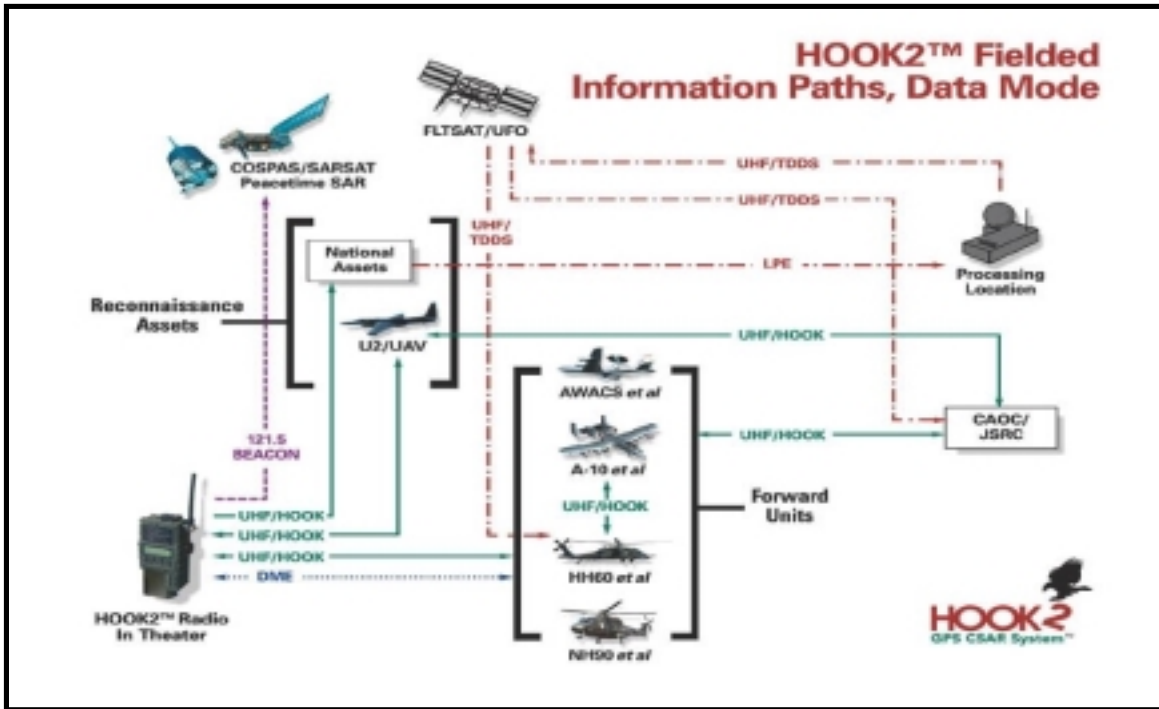 HOOK2™ Fielded
Information Paths, Data Mode
FLTSAT/UFO
COSPAS/SARSAT
Peacetime SAR
UHF/TDDS
UHF/TDDS
UHF/
TDDS
National
Assets
LPE
Processing
Location
Reconnaissance
Assets
U2/UAV
UHF/HOOK
AWACS et al
CAOC/
JSRC
UHF/HOOK
121.5
BEACON
A-10 et al
UHF/HOOK
Forward
Units
UHF/HOOK
UHF/HOOK
UHF/HOOK
DME
HH60 et al
HOOK2™ Radio
In Theater
NH90 et al
HOOK2
GPS CSAR System™